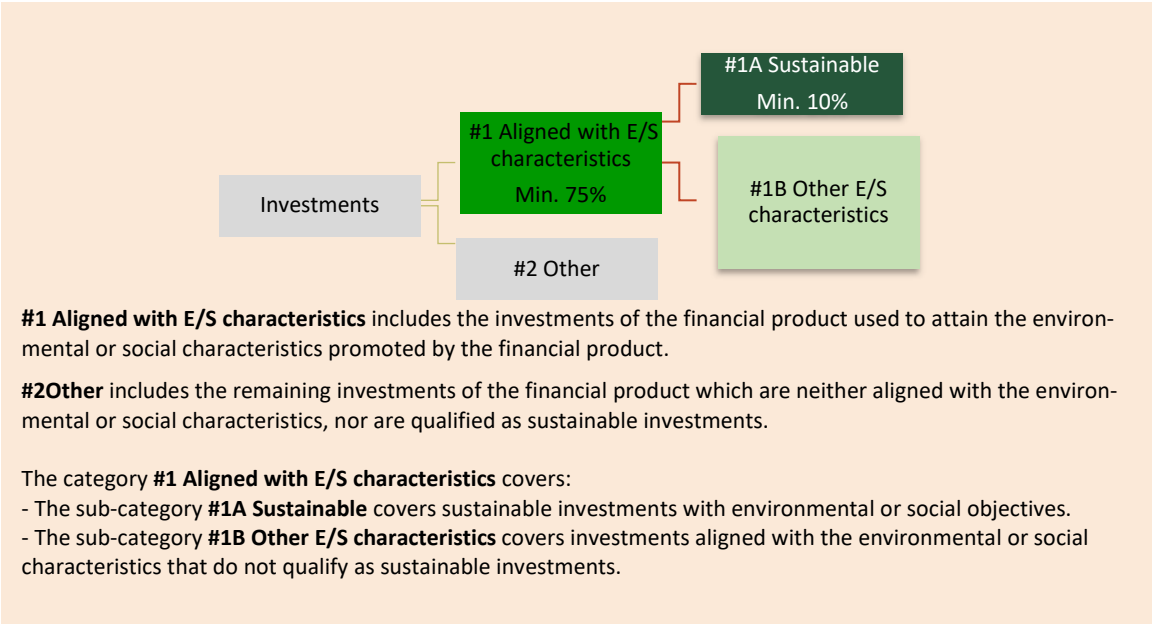 #1A Sustainable
Min. 10%
#1 Aligned with E/S
characteristics
Min. 75%
#1B Other E/S
characteristics
Investments
#2 Other
#1 Aligned with E/S characteristics includes the investments of the financial product used to attain the environ-
mental or social characteristics promoted by the financial product.
#2Other includes the remaining investments of the financial product which are neither aligned with the environ-
mental or social characteristics, nor are qualified as sustainable investments.
The category #1 Aligned with E/S characteristics covers:
- The sub-category #1A Sustainable covers sustainable investments with environmental or social objectives.
- The sub-category #1B Other E/S characteristics covers investments aligned with the environmental or social
characteristics that do not qualify as sustainable investments.